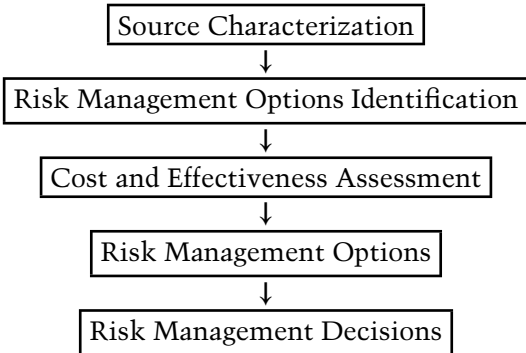 Source Characterization
Risk Management Options Identification
Cost and Effectiveness Assessment
Risk Management Options
Risk Management Decisions